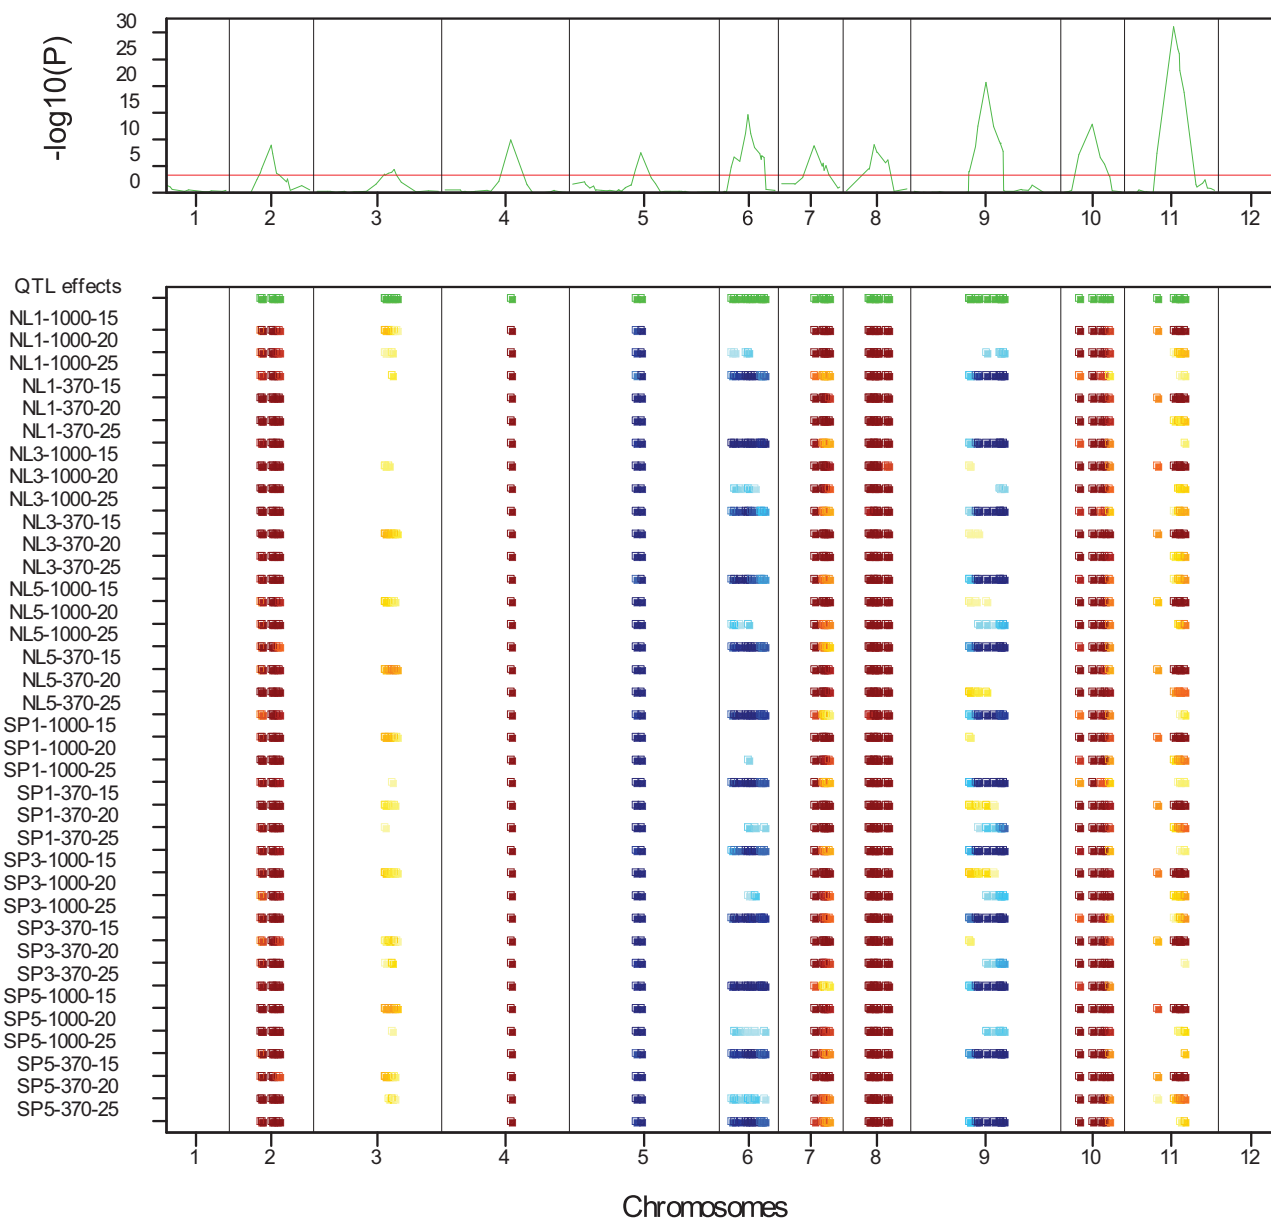 -log10(P)
30
25
20
15
10
5
0
1 2 3 4 5 6 7 8 9 10 11 12
QTL effects
NL1-1000-15
NL1-1000-20
NL1-1000-25
NL1-370-15
NL1-370-20
NL1-370-25
NL3-1000-15
NL3-1000-20
NL3-1000-25
NL3-370-15
NL3-370-20
NL3-370-25
NL5-1000-15
NL5-1000-20
NL5-1000-25
NL5-370-15
NL5-370-20
NL5-370-25
SP1-1000-15
SP1-1000-20
SP1-1000-25
SP1-370-15
SP1-370-20
SP1-370-25
SP3-1000-15
SP3-1000-20
SP3-1000-25
SP3-370-15
SP3-370-20
SP3-370-25
SP5-1000-15
SP5-1000-20
SP5-1000-25
SP5-370-15
SP5-370-20
SP5-370-25
1 2 3 4 5 6 7 8 9 10 11 12
Chromosomes